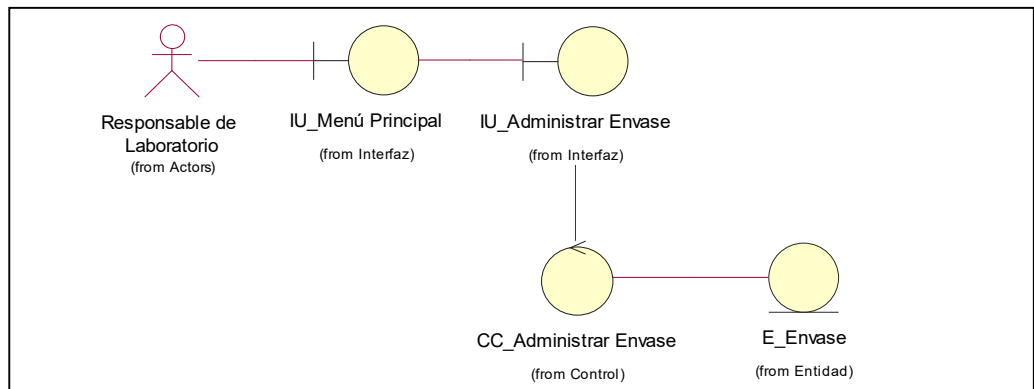 Responsable de
Laboratorio
(from Actors)
IU_Menú Principal
(from Interfaz)
IU_Administrar Envase
(from Interfaz)
CC_Administrar Envase
(from Control)
E_Envase
(from Entidad)